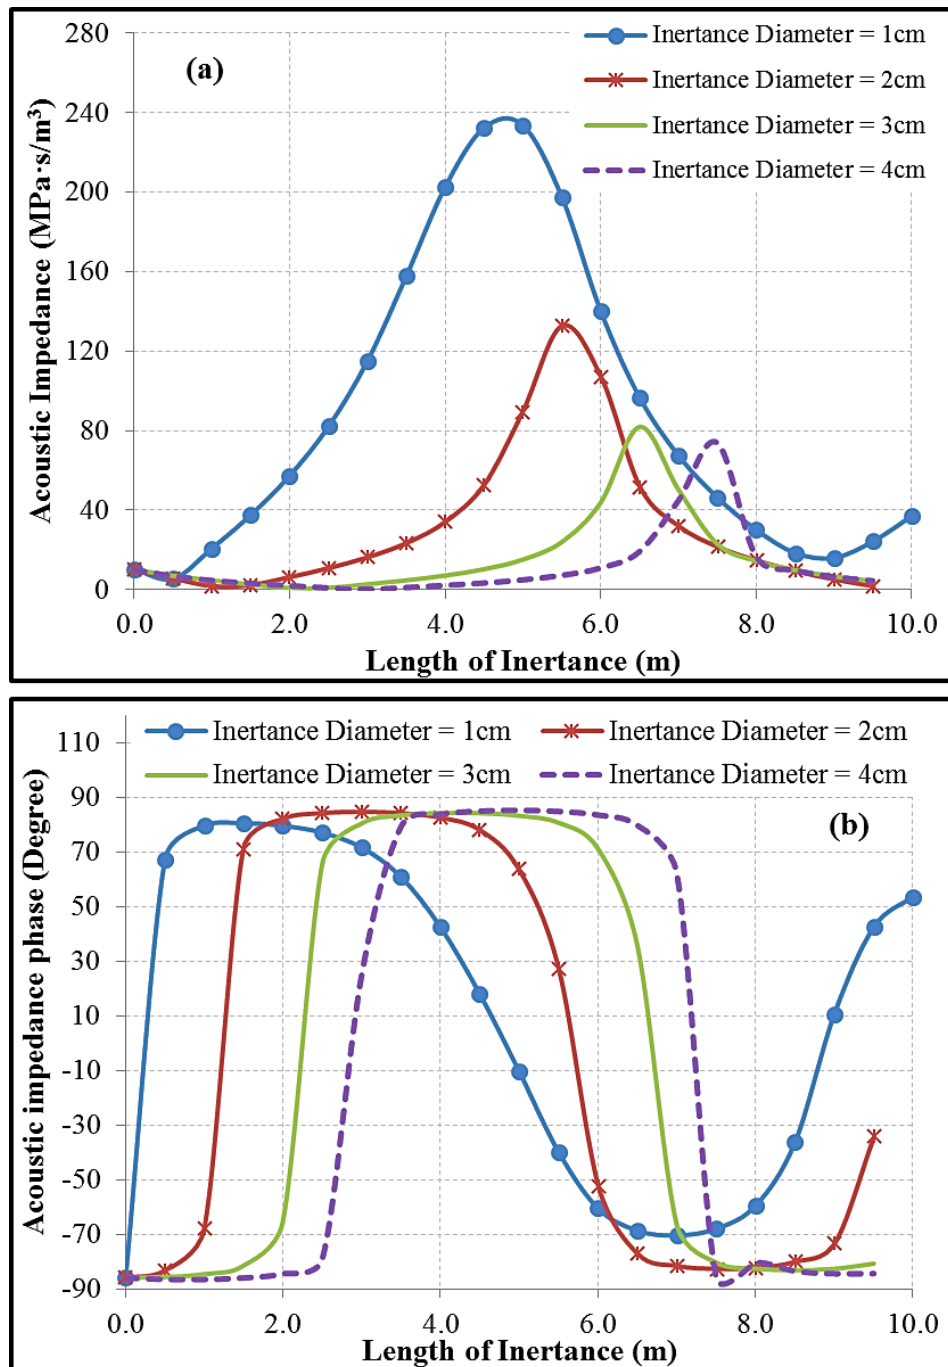 280
240
200
160
120
80
40
0
Acoustic Impedance (MPa·s/m³)
(a)
Inertance Diameter = 1cm
Inertance Diameter = 2cm
Inertance Diameter = 3cm
Inertance Diameter = 4cm
0.0 2.0 4.0 6.0 8.0 10.0
Length of Inertance (m)
110
90
70
50
30
10
-10
-30
-50
-70
-90
Acoustic impedance phase (Degree)
Inertance Diameter = 1cm Inertance Diameter = 2cm
Inertance Diameter = 3cm Inertance Diameter = 4cm
(b)
0.0 2.0 4.0 6.0 8.0 10.0
Length of Inertance (m)